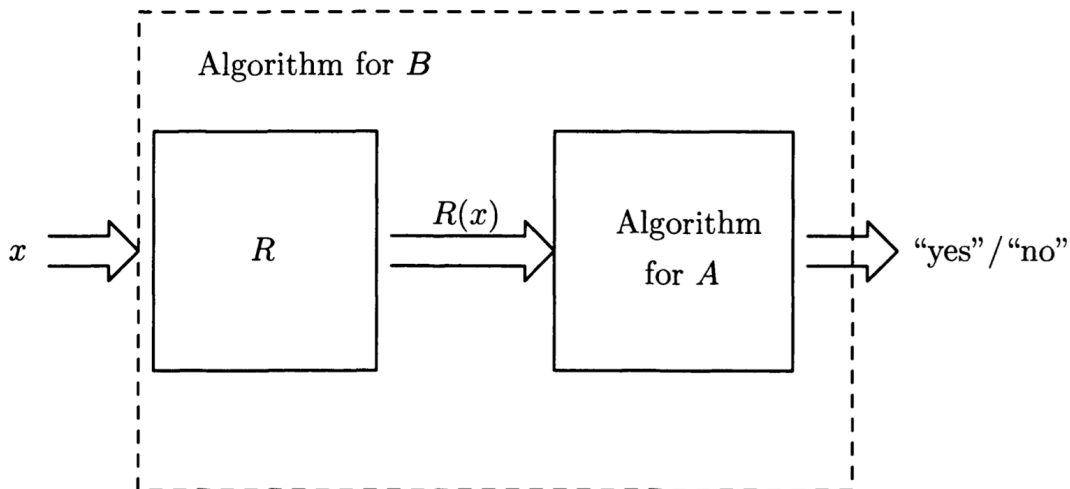 Algorithm for B
x
R
R(x)
Algorithm
for A
“yes”/“no”